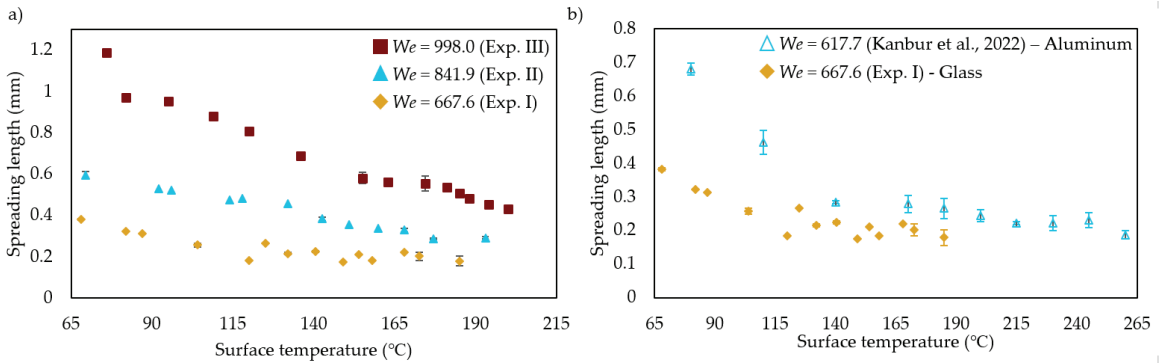 a)
Spreading length (mm)
1.2
1
0.8
0.6
0.4
0.2
0
65 90 115 140 165 190 215
Surface temperature (°C)
We = 998.0 (Exp. III)
We = 841.9 (Exp. II)
We = 667.6 (Exp. I)
b)
Spreading length (mm)
0.8
0.7
0.6
0.5
0.4
0.3
0.2
0.1
0
65 90 115 140 165 190 215 240 265
Surface temperature (°C)
We = 617.7 (Kanbur et al., 2022) – Aluminum
We = 667.6 (Exp. I) - Glass